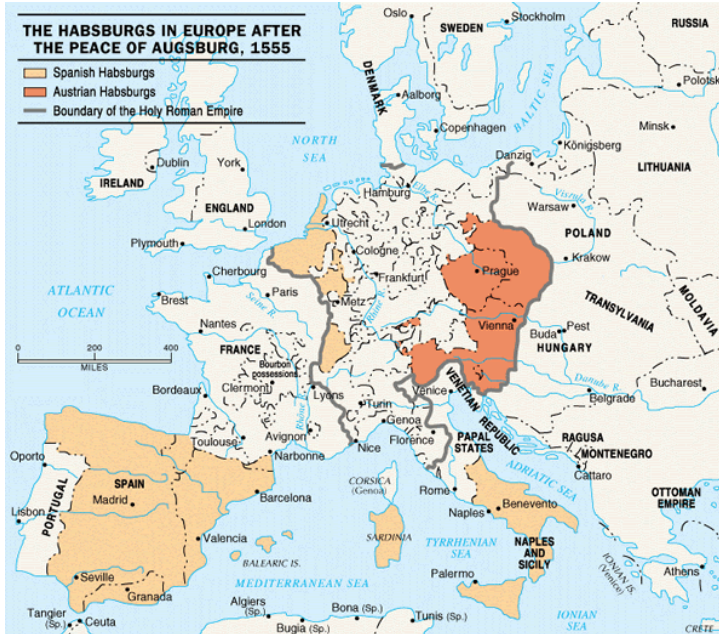 THE HABSBURGS IN EUROPE AFTER
THE PEACE OF AUGSBURG, 1555
Spanish Habsburgs
Austrian Habsburgs
Boundary of the Holy Roman Empire
Oslo
Stockholm
SWEDEN
RUSSIA
DENMARK
Aalborg
BALTIC SEA
Polotsk
Copenhagen
Minsk
NORTH
SEA
Königsberg
Danzig
LITHUANIA
Dublin
York
IRELAND
Hamburg
Elbe R.
Vistula R.
Warsaw
ENGLAND
London
Utrecht
POLAND
Plymouth
Cologne
Krakow
Cherbourg
Frankfurt
Prague
ATLANTIC
OCEAN
Paris
Metz
Rhine R.
TRANSYLVANIA
MOLDAVIA
Brest
Seine R.
Vienna
Nantes
Buda
Pest
HUNGARY
0
200
400
MILES
FRANCE
Bourbon
possessions
Clermont
Danube R.
Bucharest
Bordeaux
Lyons
Venice
VENETIAN REPUBLIC
Belgrade
Rhône R.
Turin
Genoa
Toulouse
Avignon
Florence
PAPAL
STATES
RAGUSA
Nice
MONTENEGRO
Oporto
Narbonne
ADRIATIC SEA
Cattaro
PORTUGAL
SPAIN
Madrid
Barcelona
CORSICA
(Genoa)
Rome
Benevento
OTTOMAN
EMPIRE
Lisbon
Naples
Valencia
SARDINIA
TYRRHENIAN
SEA
NAPLES
AND
SICILY
IONIAN IS.
(Venice)
BALEARIC IS.
Seville
Granada
MEDITERRANEAN SEA
Palermo
Athens
Tangier
(Sp.)
Ceuta
Algiers
(Sp.)
Bona (Sp.)
Bugia (Sp.)
Tunis (Sp.)
IONIAN
SEA
CRETE